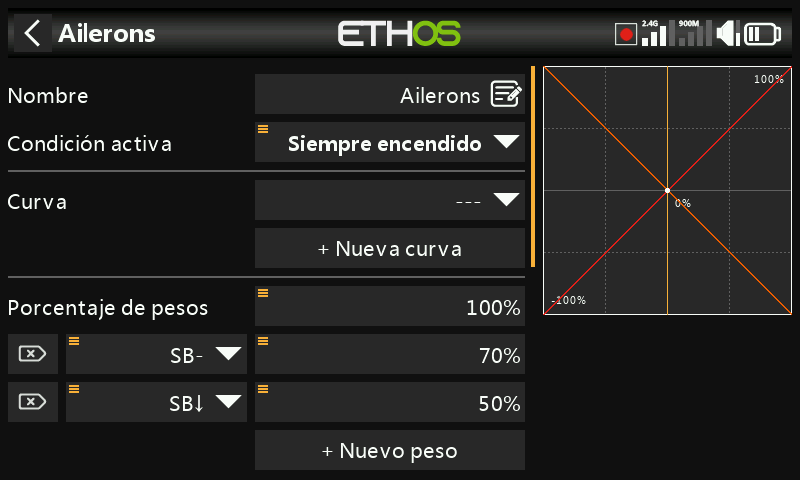 Ailerons
ETHOS
2.4G
900M
Nombre
Ailerons
Condición activa
Siempre encendido
Curva
---
+ Nueva curva
Porcentaje de pesos
100%
SB-
70%
SB↓
50%
+ Nuevo peso
100%
0%
-100%